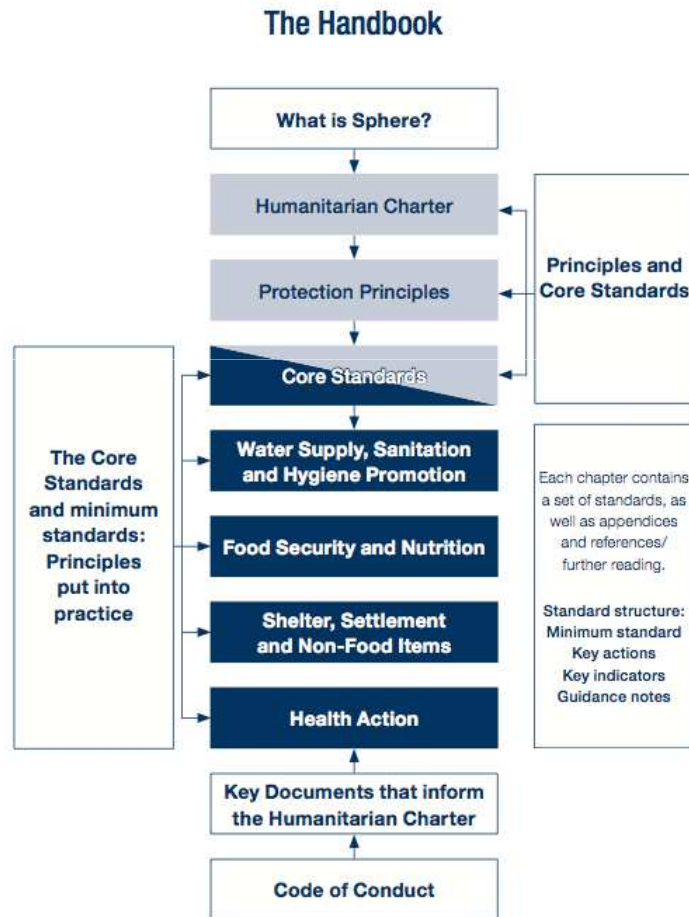 The Handbook
What is Sphere?
Humanitarian Charter
Protection Principles
Core Standards
Principles and
Core Standards
The Core
Standards
and minimum
standards:
Principles
put into
practice
Water Supply, Sanitation
and Hygiene Promotion
Food Security and Nutrition
Shelter, Settlement
and Non-Food Items
Health Action
Each chapter contains
a set of standards, as
well as appendices
and references/
further reading.
Standard structure:
Minimum standard
Key actions
Key indicators
Guidance notes
Key Documents that inform
the Humanitarian Charter
Code of Conduct